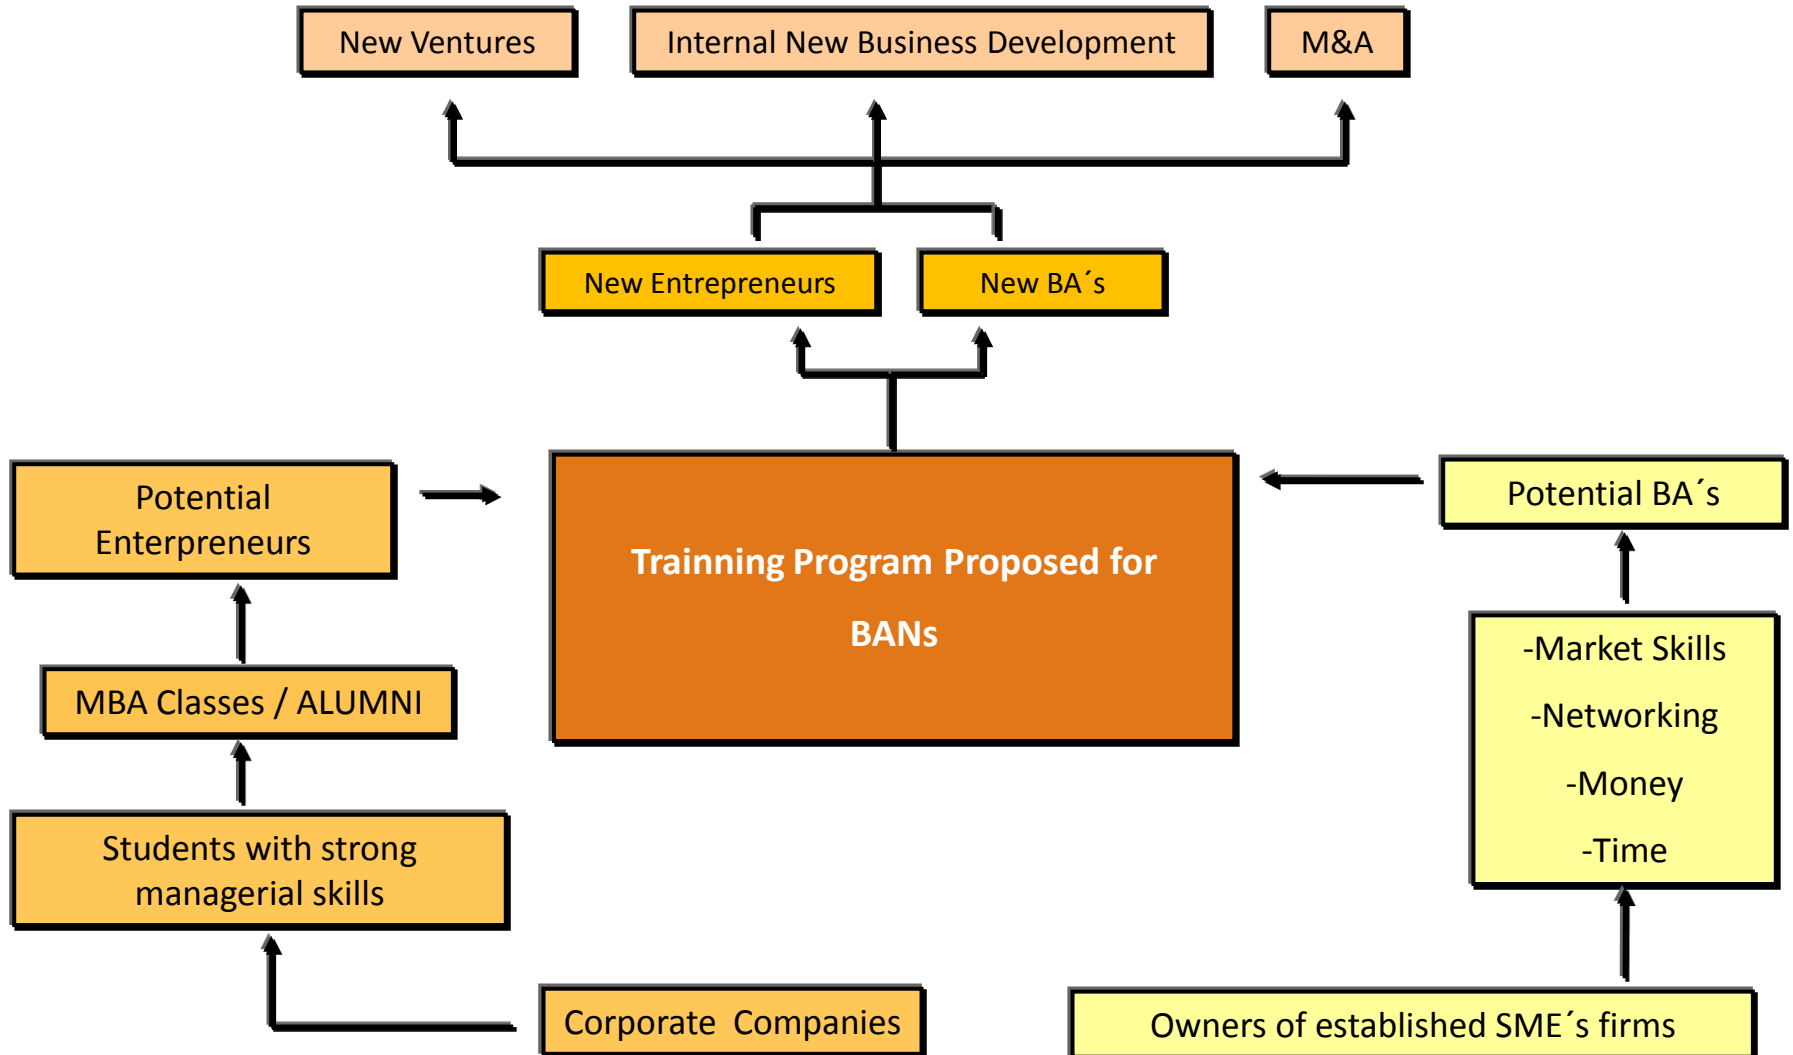 New Ventures
Internal New Business Development
M&A
New Entrepreneurs
New BA´s
Potential
Enterpreneurs
Trainning Program Proposed for
BANs
Potential BA´s
MBA Classes / ALUMNI
-Market Skills
-Networking
-Money
-Time
Students with strong
managerial skills
Corporate  Companies
Owners of established SME´s firms